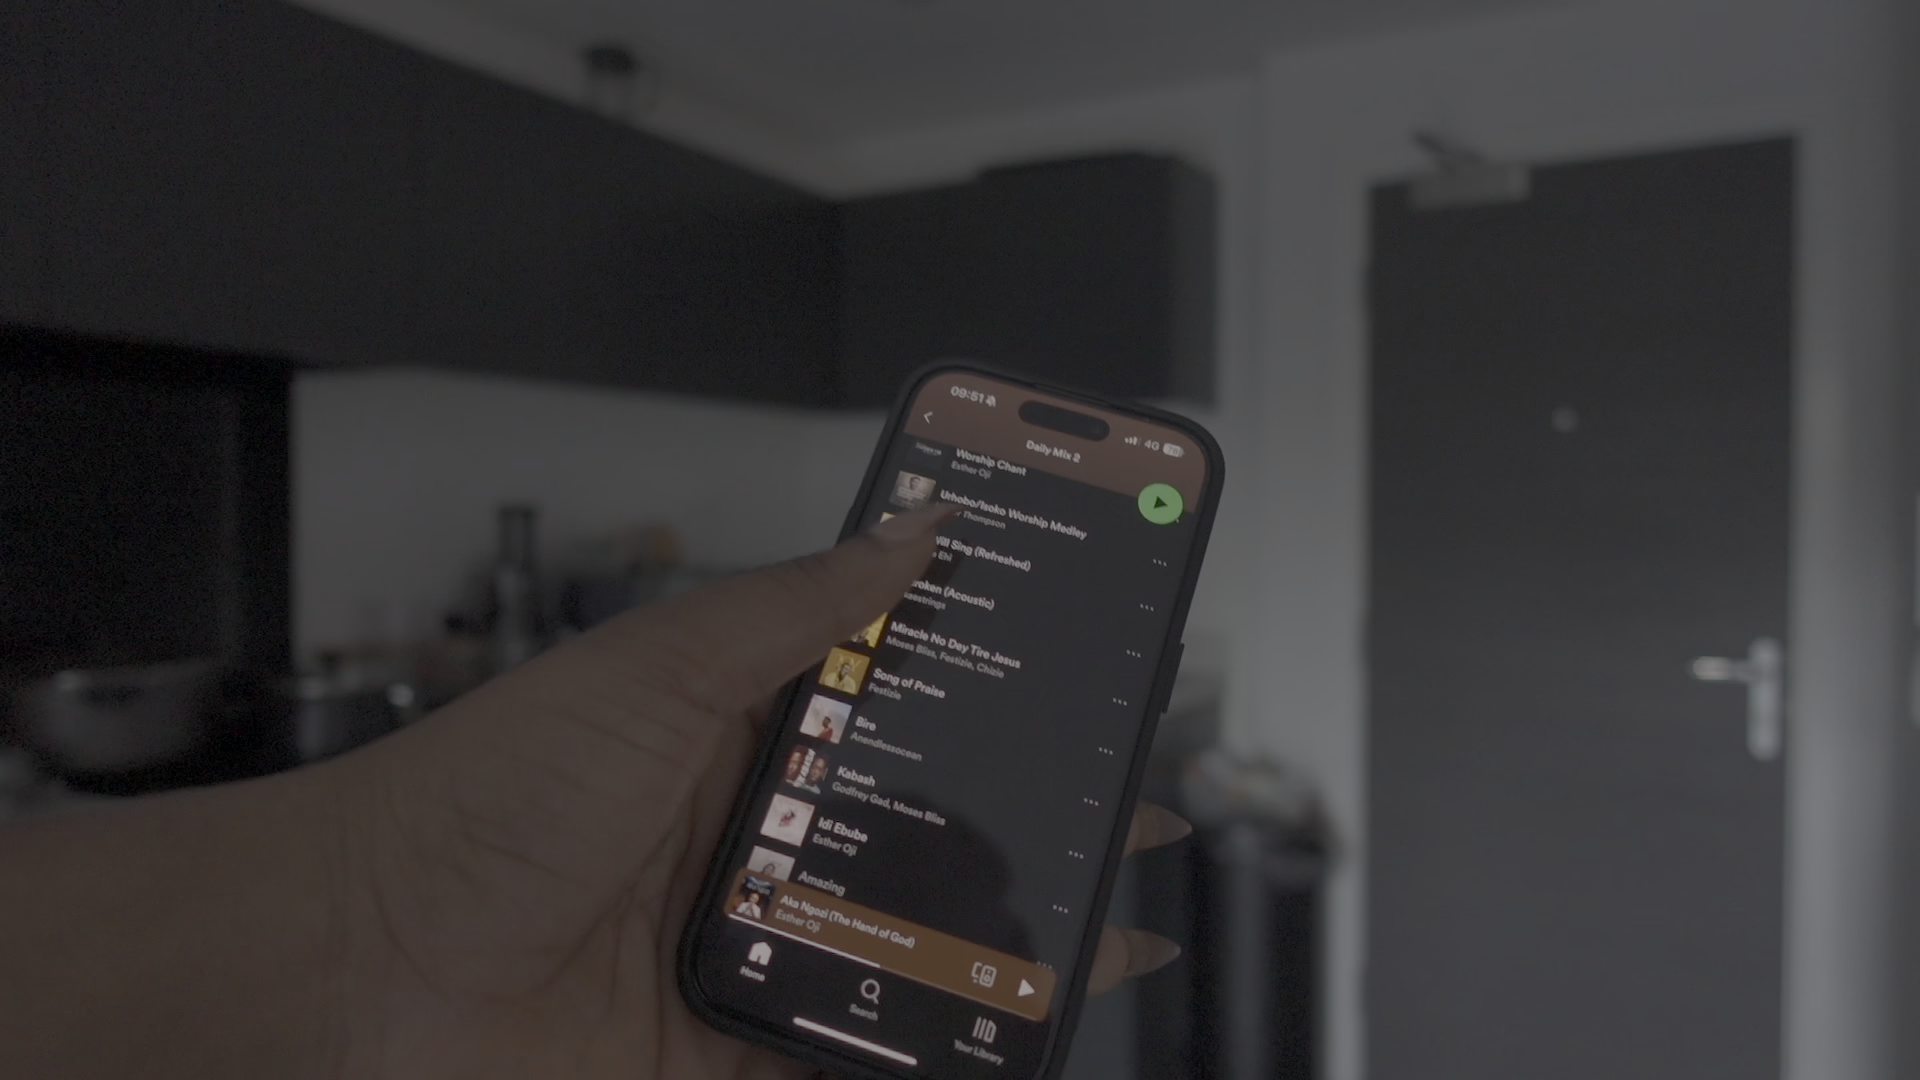 09:51
4G
Daily Mix 2
Worship Chant
Esther Oji
Urhobo/Isoko Worship Medley
Thompson
Will Sing (Refreshed)
Ehi
(Acoustic)
Miracle No Dey Tire Jesus
Moses Bliss, Festizie, Chizie
Song of Praise
Festizie
Bire
Anendlessocean
Kabash
Godfrey Gad, Moses Bliss
Idi Ebube
Esther Oji
Amazing
Aka Ngozi (The Hand of God)
Esther Oji
Home
Search
Your Library